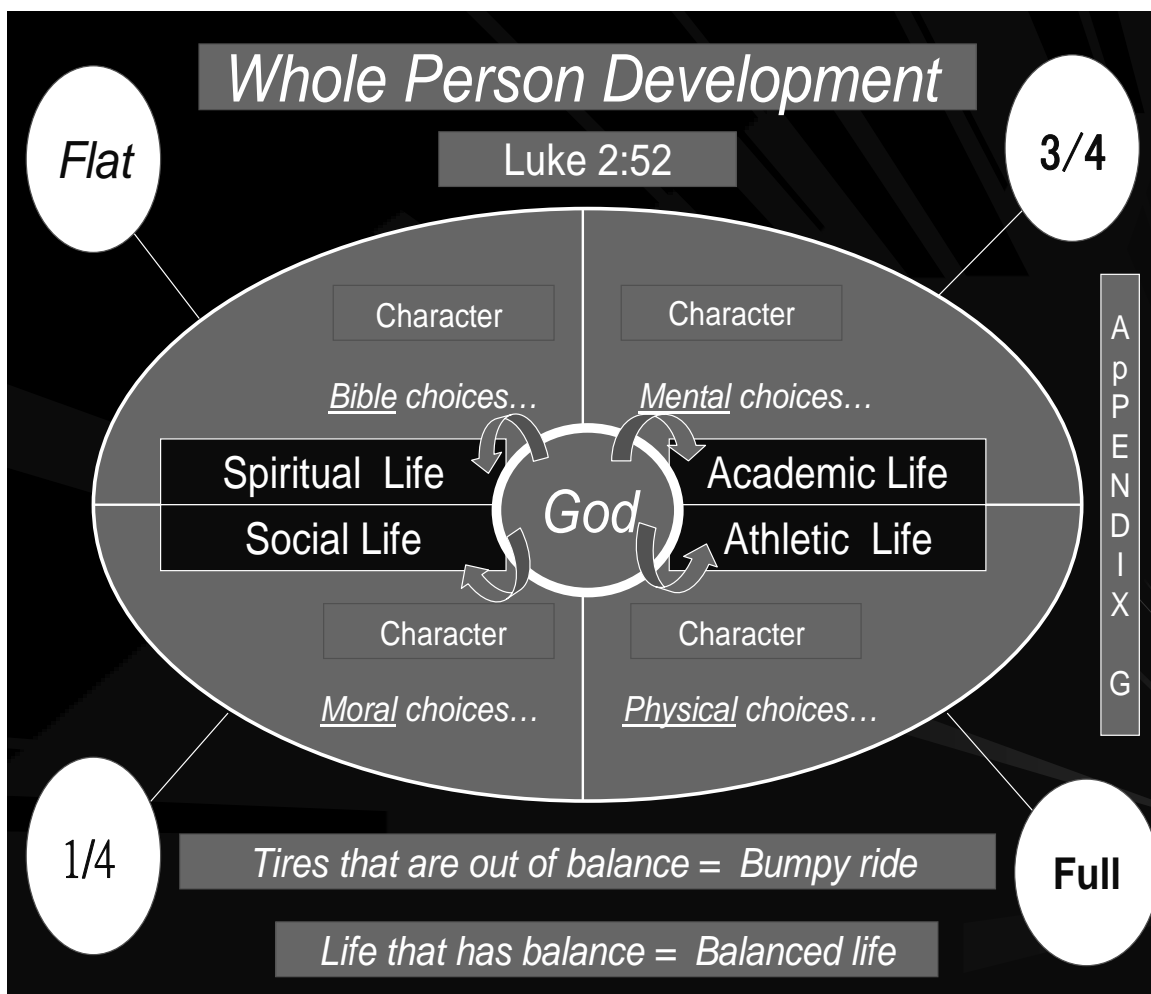 Whole Person Development
Flat
3/4
Luke 2:52
Character
Character
Bible choices…
Mental choices…
Spiritual Life
Academic Life
God
Social Life
Athletic Life
Character
Character
Moral choices…
Physical choices…
1/4
Full
Tires that are out of balance = Bumpy ride
Life that has balance = Balanced life
A
p
P
E
N
D
I
X
G